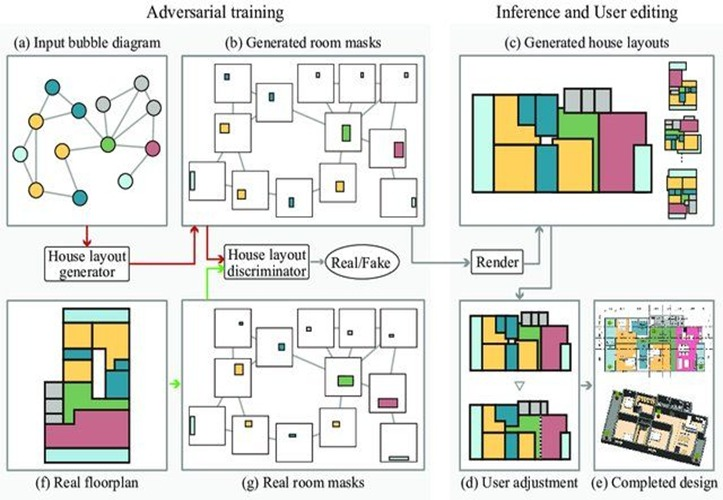 Adversarial training
Inference and User editing
(a) Input bubble diagram
(b) Generated room masks
(c) Generated house layouts
House layout
generator
House layout
discriminator
Real/Fake
Render
(f) Real floorplan
(g) Real room masks
(d) User adjustment
(e) Completed design